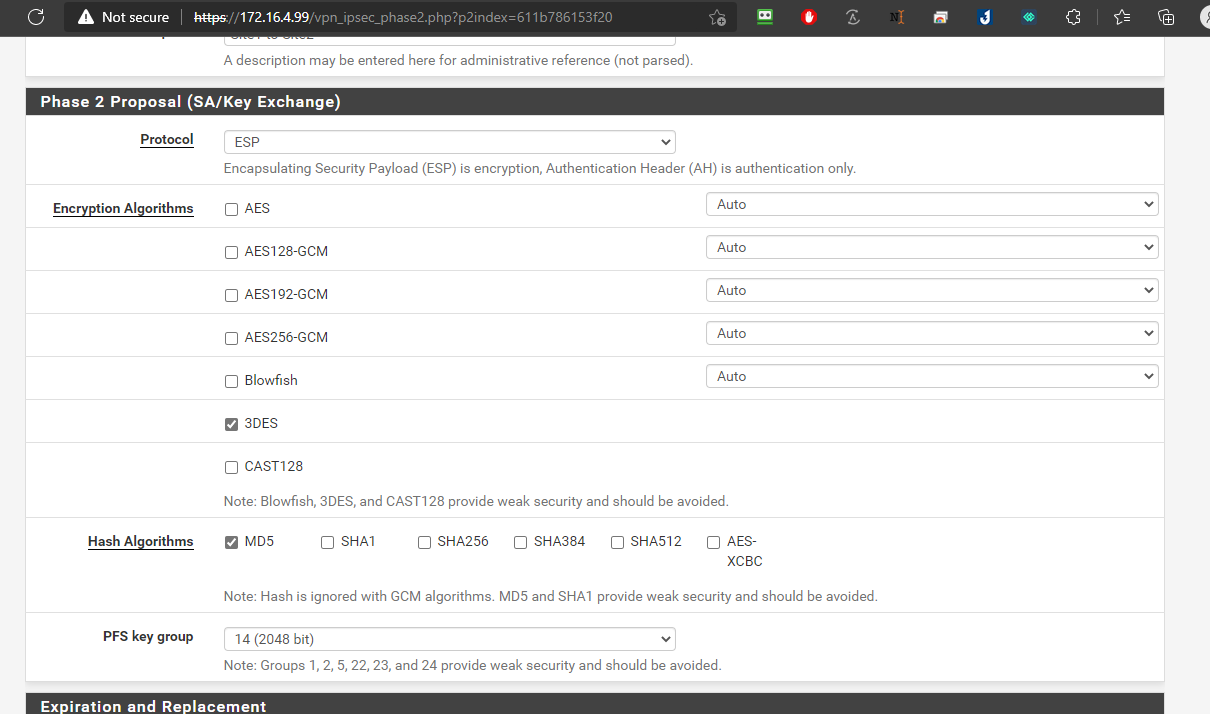 Not secure https://172.16.4.99/vpn_ipsec_phase2.php?p2index=611b786153f20
A description may be entered here for administrative reference (not parsed).
Phase 2 Proposal (SA/Key Exchange)
Protocol ESP
Encapsulating Security Payload (ESP) is encryption, Authentication Header (AH) is authentication only.
Encryption Algorithms AES Auto
AES128-GCM Auto
AES192-GCM Auto
AES256-GCM Auto
Blowfish Auto
3DES
CAST128
Note: Blowfish, 3DES, and CAST128 provide weak security and should be avoided.
Hash Algorithms MD5 SHA1 SHA256 SHA384 SHA512 AES-
XCBC
Note: Hash is ignored with GCM algorithms. MD5 and SHA1 provide weak security and should be avoided.
PFS key group 14 (2048 bit)
Note: Groups 1, 2, 5, 22, 23, and 24 provide weak security and should be avoided.
Expiration and Replacement